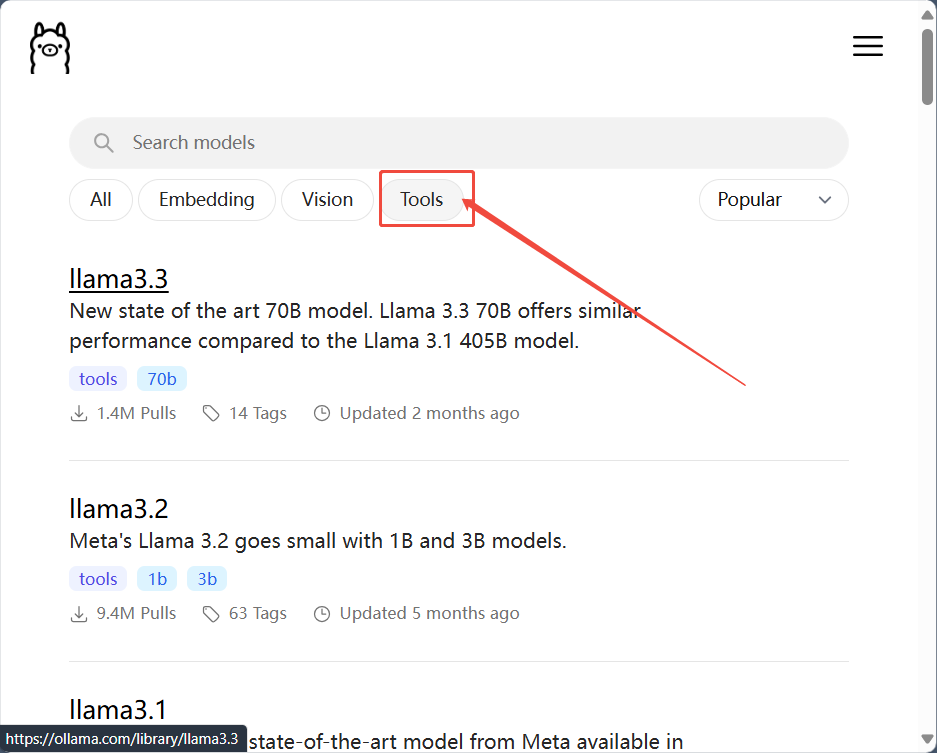 Search models
All Embedding Vision Tools Popular
llama3.3
New state of the art 70B model. Llama 3.3 70B offers similar
performance compared to the Llama 3.1 405B model.
tools 70b
1.4M Pulls 14 Tags Updated 2 months ago
llama3.2
Meta's Llama 3.2 goes small with 1B and 3B models.
tools 1b 3b
9.4M Pulls 63 Tags Updated 5 months ago
llama3.1
https://ollama.com/library/llama3.3 state-of-the-art model from Meta available in